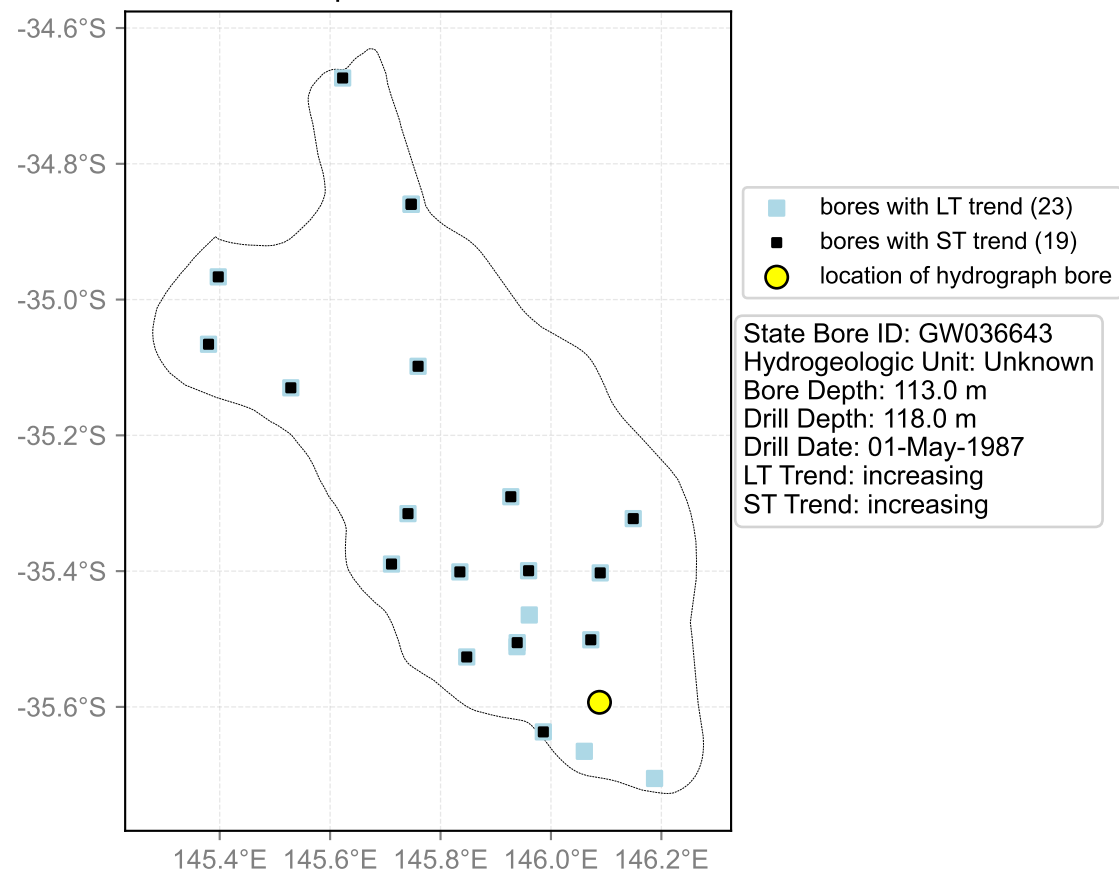 -34.6°S
-34.8°S
-35.0°S
-35.2°S
-35.4°S
-35.6°S
145.4°E 145.6°E 145.8°E 146.0°E 146.2°E
bores with LT trend (23)
bores with ST trend (19)
location of hydrograph bore
State Bore ID: GW036643
Hydrogeologic Unit: Unknown
Bore Depth: 113.0 m
Drill Depth: 118.0 m
Drill Date: 01-May-1987
LT Trend: increasing
ST Trend: increasing